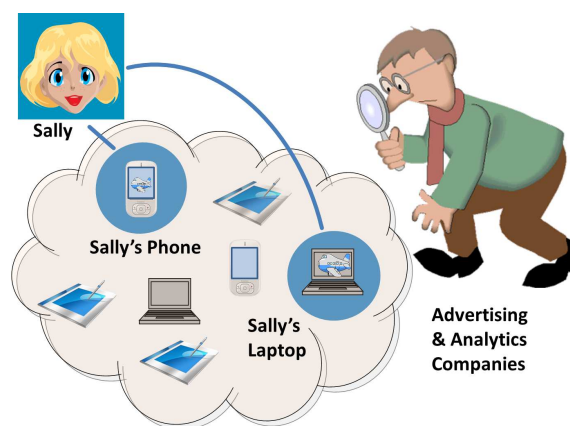 Sally
Sally's Phone
Sally's
Laptop
Advertising
& Analytics
Companies